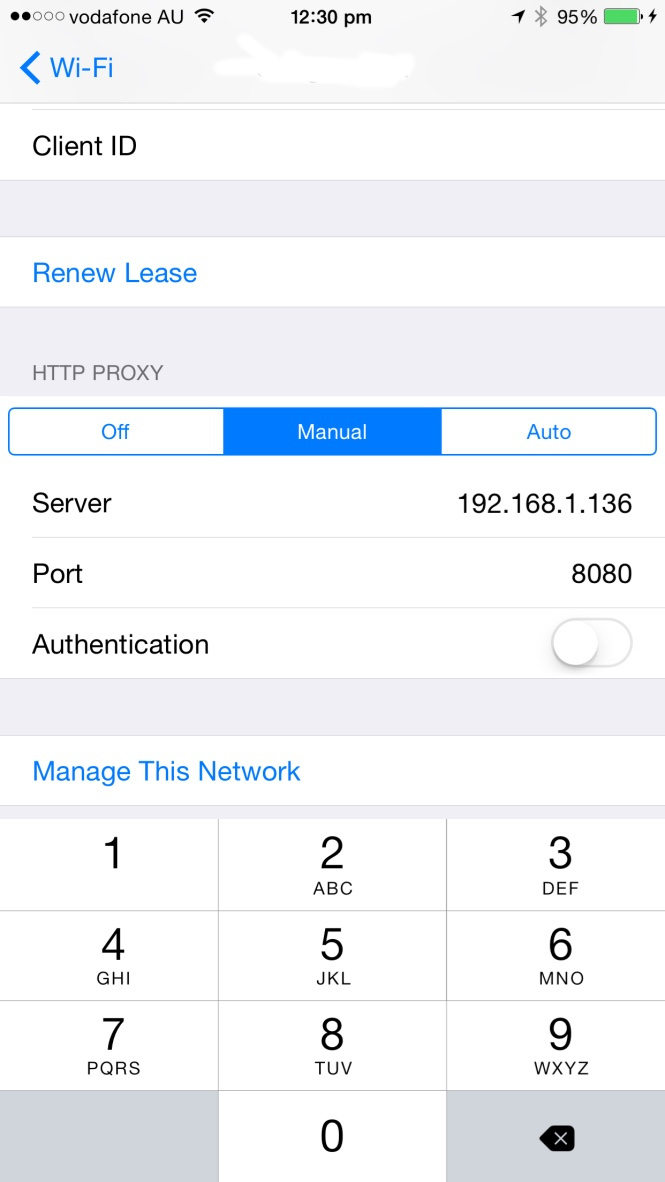 vodafone AU 12:30 pm 95%
Wi-Fi
Client ID
Renew Lease
HTTP PROXY
Off Manual Auto
Server 192.168.1.136
Port 8080
Authentication
Manage This Network
1 2 3
ABC DEF
4 5 6
GHI JKL MNO
7 8 9
PQRS TUV WXYZ
0